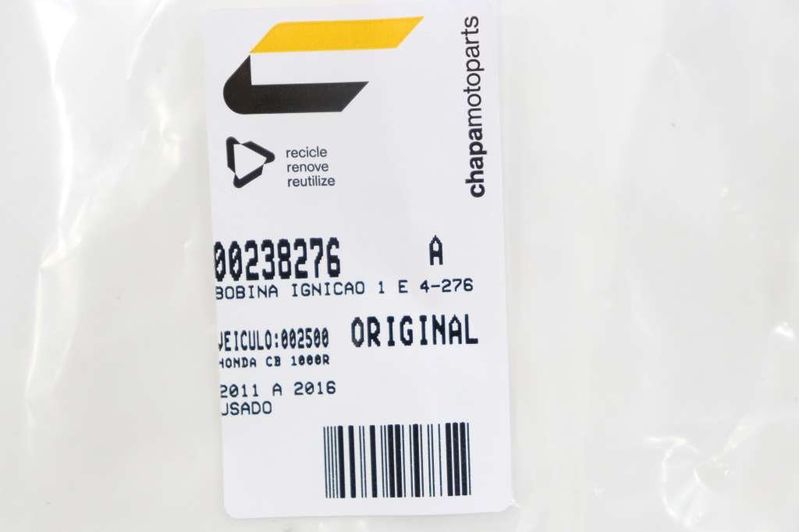 chapamotoparts
recicle
renove
reutilize
00238276 A
BOBINA IGNICAO 1 E 4-276
VEICULO:002500 ORIGINAL
HONDA CB 1000R
2011 A 2016
USADO